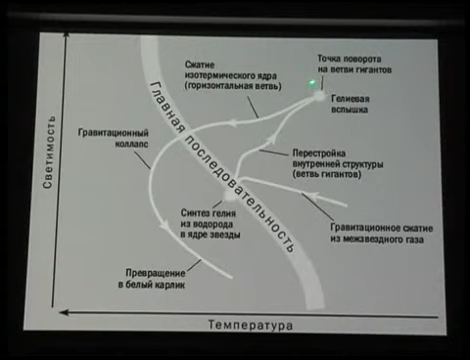 Точка поворота
на ветви гигантов
Сжатие
изотермического ядра
(горизонтальная ветвь)
Гелиевая
вспышка
Главная последовательность
Гравитационный
коллапс
Перестройка
внутренней структуры
(ветвь гигантов)
Синтез гелия
из водорода
в ядре звезды
Гравитационное сжатие
из межзвездного газа
Превращение
в белый карлик
Светимость
Температура